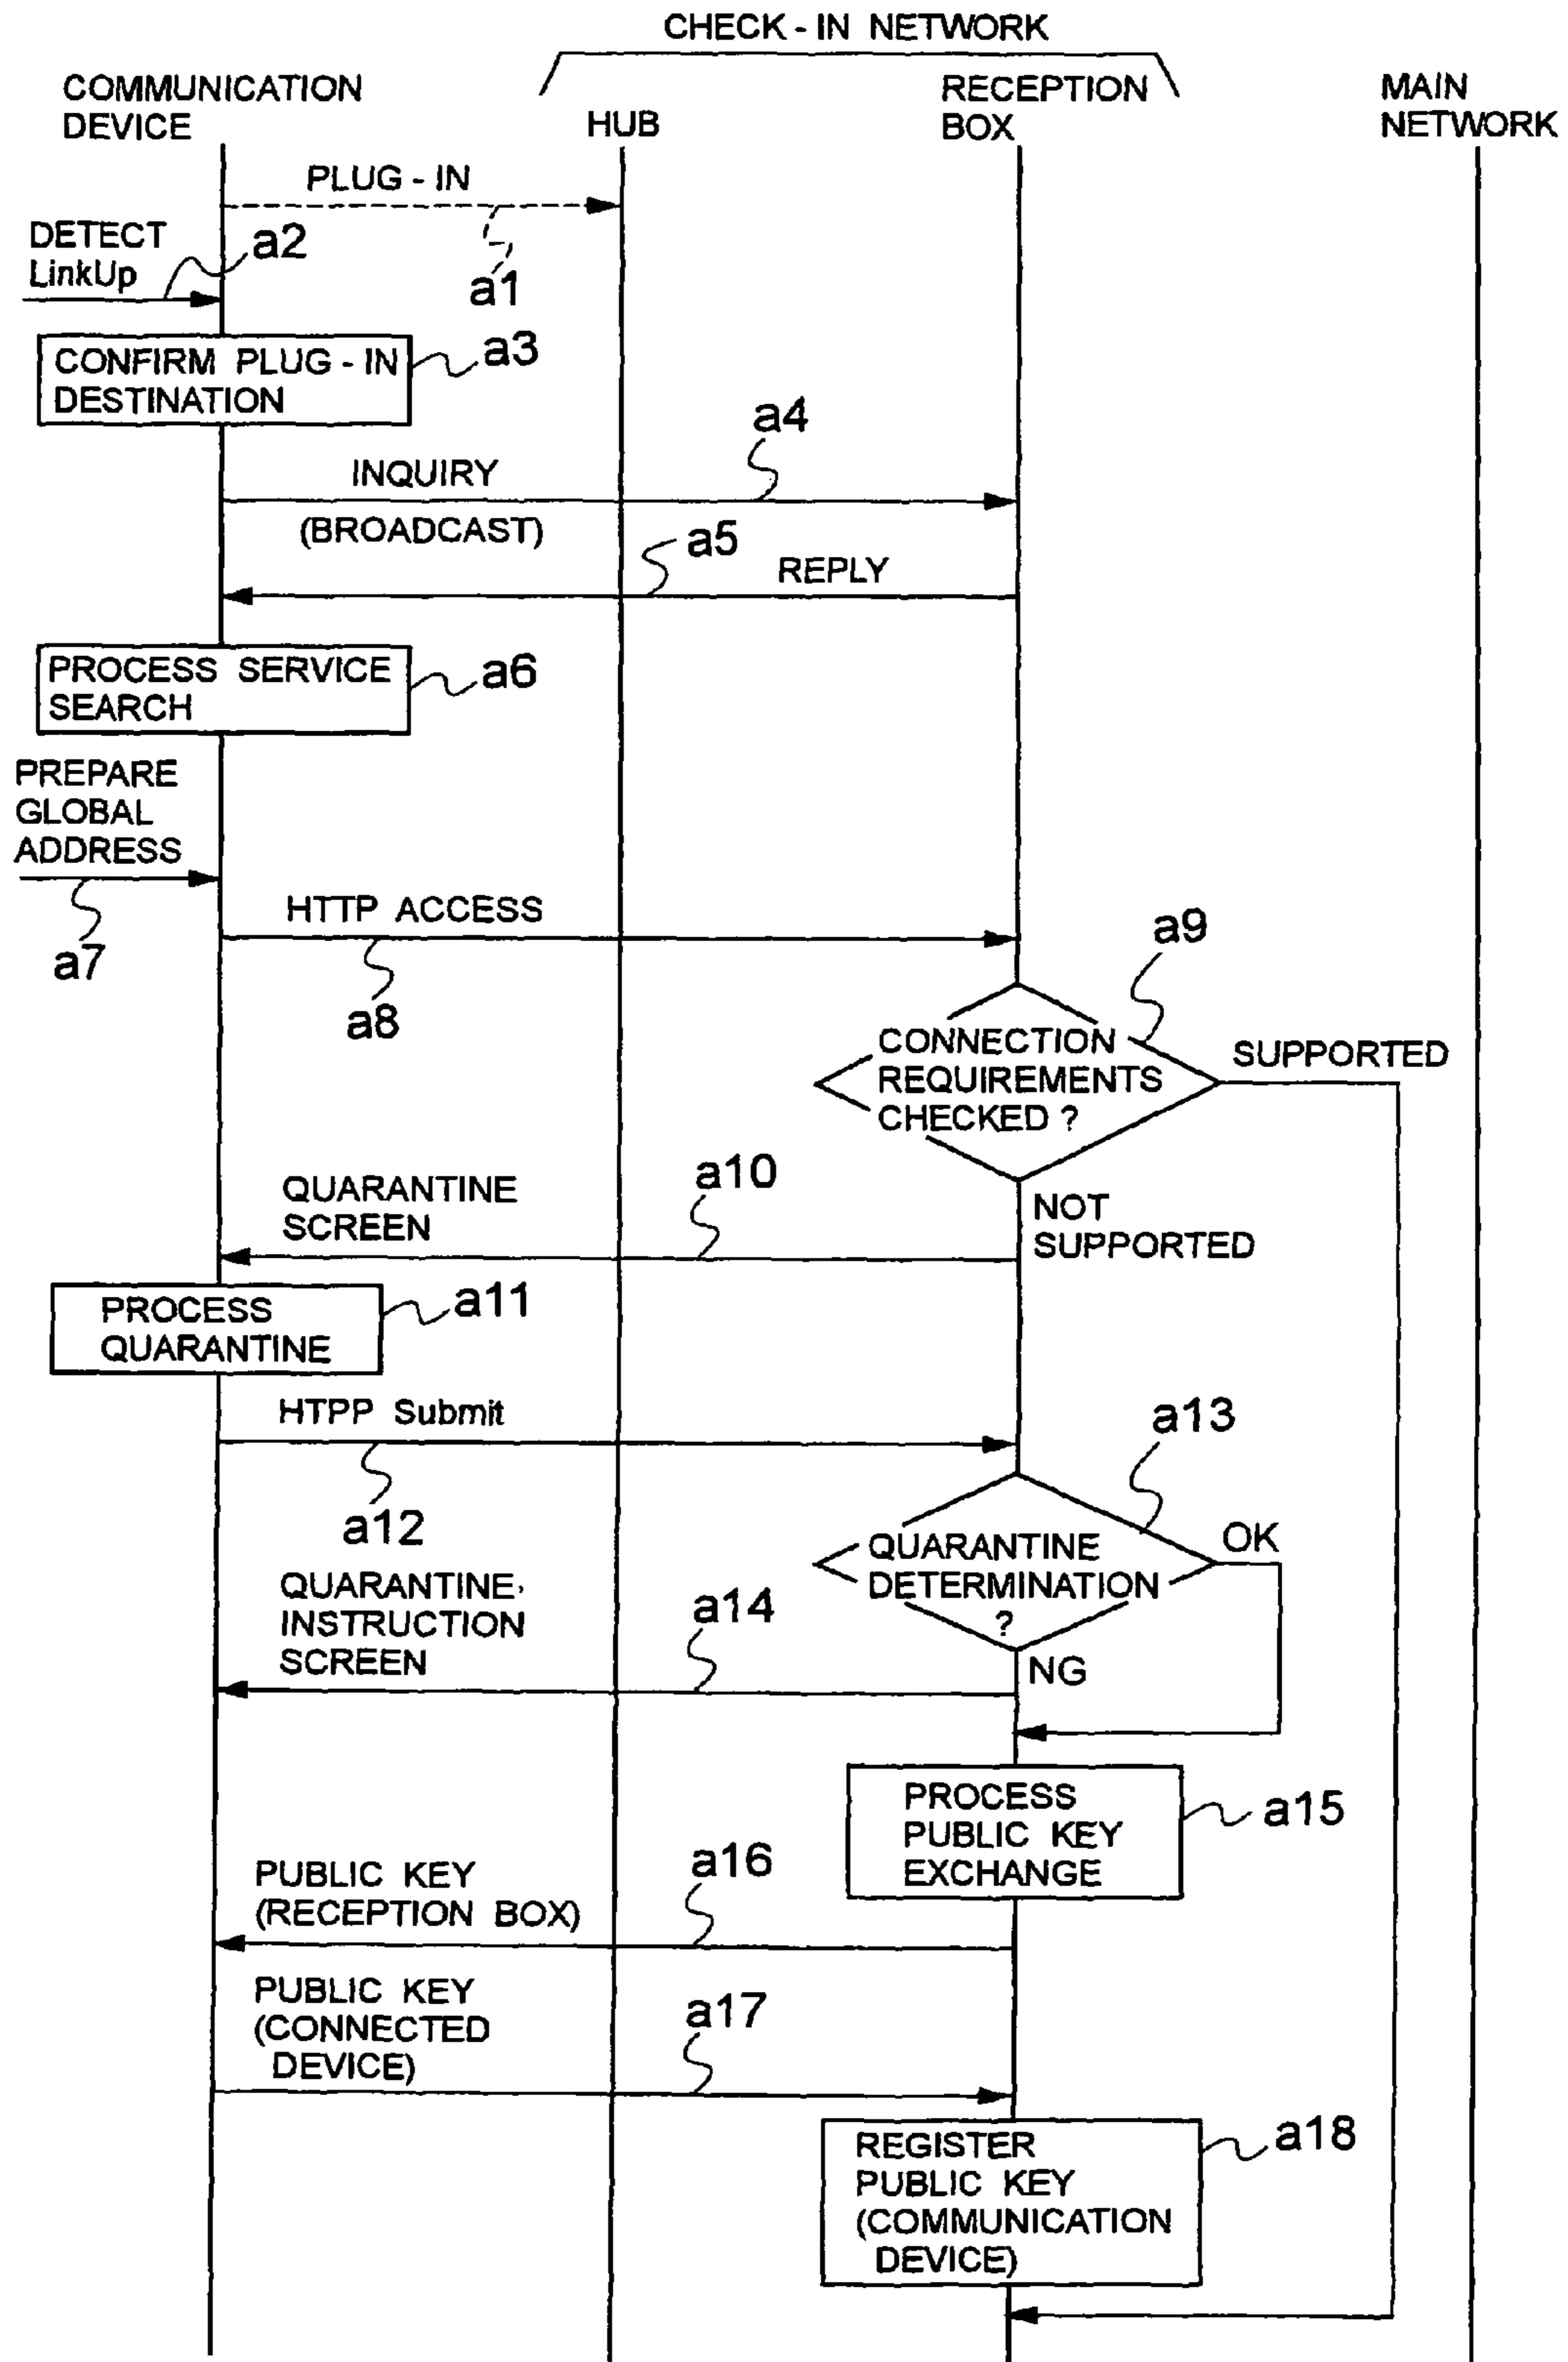 CHECK - IN NETWORK
COMMUNICATION
DEVICE
HUB
RECEPTION
BOX
MAIN
NETWORK
PLUG - IN
a1
DETECT
LinkUp
a2
CONFIRM PLUG - IN
DESTINATION
a3
INQUIRY
(BROADCAST)
a4
a5
REPLY
PROCESS SERVICE
SEARCH
a6
PREPARE
GLOBAL
ADDRESS
a7
HTTP ACCESS
a8
a9
CONNECTION
REQUIREMENTS
CHECKED ?
SUPPORTED
NOT
SUPPORTED
QUARANTINE
SCREEN
a10
PROCESS
QUARANTINE
a11
HTPP Submit
a12
a13
QUARANTINE
DETERMINATION
?
OK
NG
QUARANTINE
INSTRUCTION
SCREEN
a14
PROCESS
PUBLIC KEY
EXCHANGE
a15
PUBLIC KEY
(RECEPTION BOX)
a16
PUBLIC KEY
(CONNECTED
DEVICE)
a17
REGISTER
PUBLIC KEY
(COMMUNICATION
DEVICE)
a18